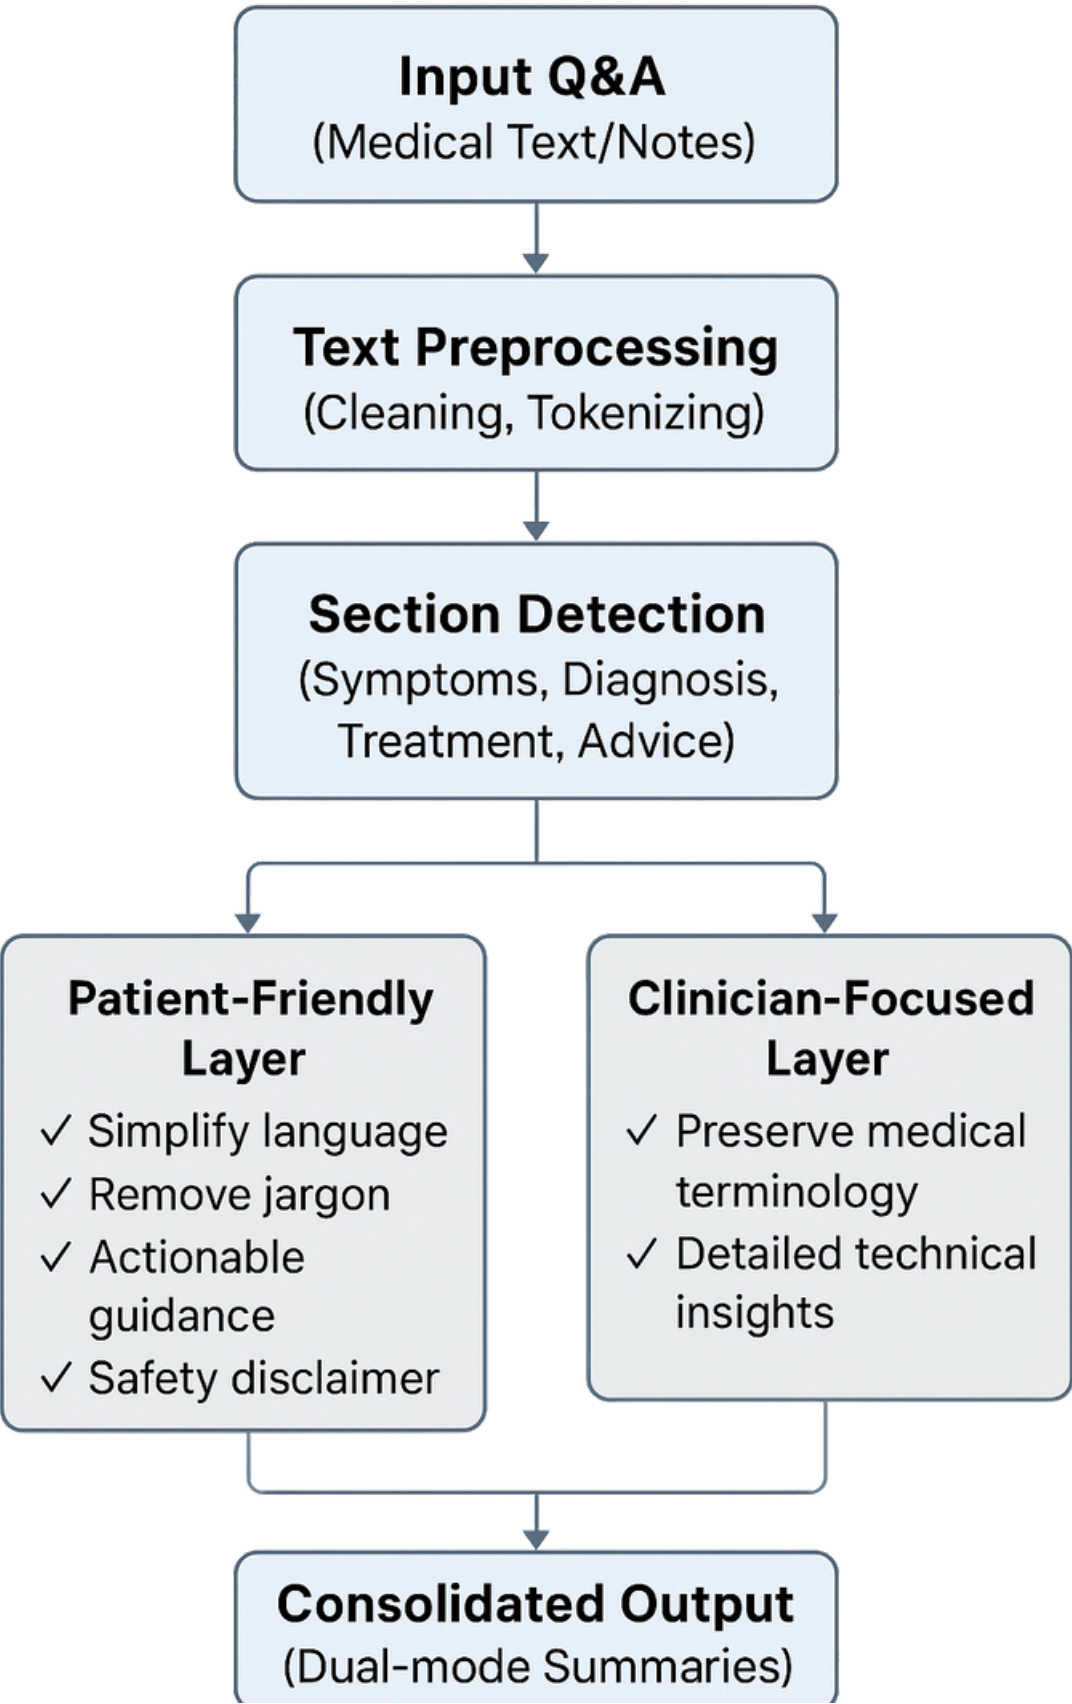 Input Q&A
(Medical Text/Notes)
Text Preprocessing
(Cleaning, Tokenizing)
Section Detection
(Symptoms, Diagnosis,
Treatment, Advice)
Patient-Friendly
Layer
✓ Simplify language
✓ Remove jargon
✓ Actionable
guidance
✓ Safety disclaimer
Clinician-Focused
Layer
✓ Preserve medical
terminology
✓ Detailed technical
insights
Consolidated Output
(Dual-mode Summaries)